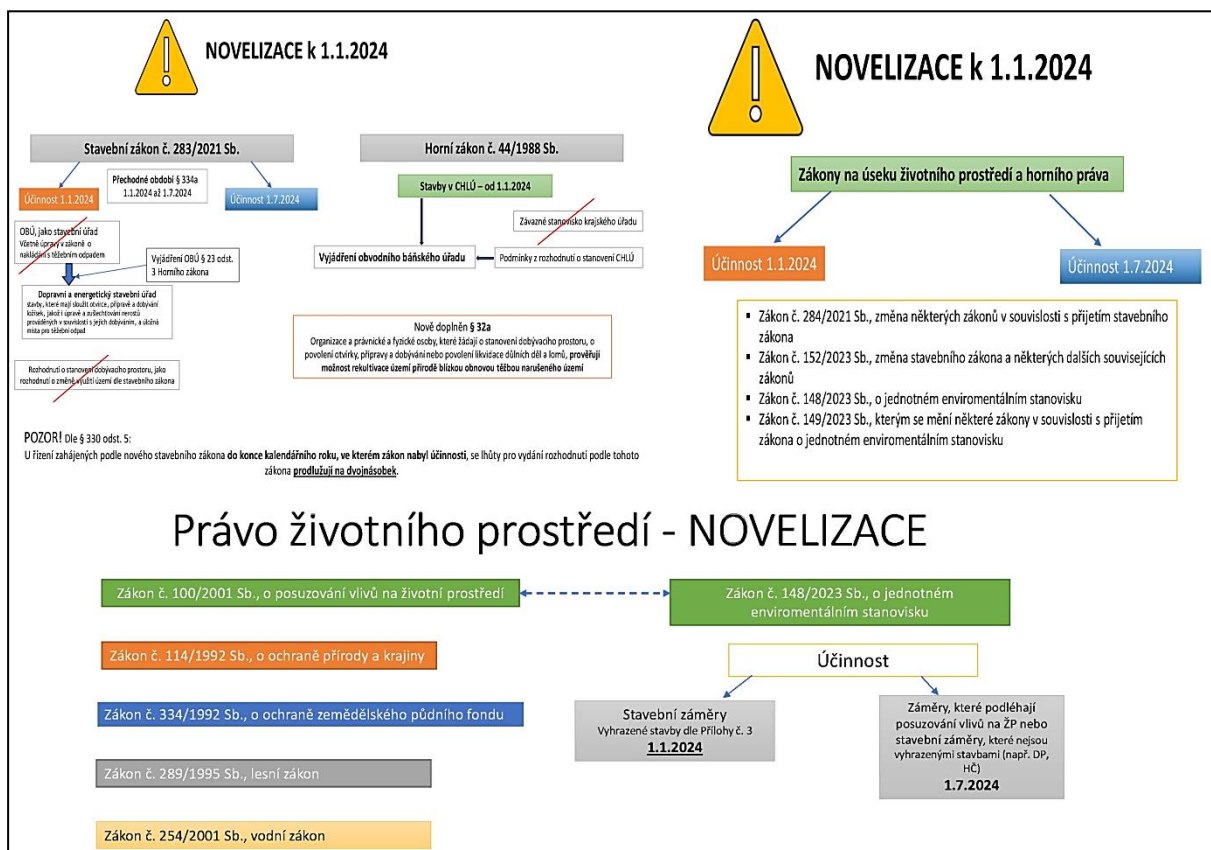 NOVELIZACE k 1.1.2024
Stavební zákon č. 283/2021 Sb.
Přechodné období § 334a
1.1.2024 až 1.7.2024
Účinnost 1.1.2024
Účinnost 1.7.2024
OBÚ, jako stavební úřad
Včetně úpravy v zákoně o
nakládání s těžebním odpadem
Vyjádření OBÚ § 23 odst.
3 Horního zákona
Dopravní a energetický stavební úřad
stavby, které mají sloužit otvírce, přípravě a dobývání
ložisek, jakož i úpravě a zušlechtování nerostů
prováděných v souvislosti s jejich dobýváním, a úložná
místa pro těžební odpad
Rozhodnutí o stanovení dobývacího prostoru, jako
rozhodnutí o změně využití území dle stavebního zákona
Horní zákon č. 44/1988 Sb.
Stavby v CHLÚ – od 1.1.2024
Závazné stanovisko krajského úřadu
Vyjádření obvodního báňského úřadu
Podmínky z rozhodnutí o stanovení CHLÚ
Nově doplněn § 32a
Organizace a právnické a fyzické osoby, které žádají o stanovení dobývacího prostoru, o
povolení otvírky, přípravy a dobývání nebo povolení likvidace důlních děl a lomů, prověřují
možnost rekultivace území přírodě blízkou obnovou těžbou narušeného území
POZOR! Dle § 330 odst. 5:
U řízení zahájených podle nového stavebního zákona do konce kalendářního roku, ve kterém zákon nabyl účinnosti, se lhůty pro vydání rozhodnutí podle tohoto
zákona prodlužují na dvojnásobek.
NOVELIZACE k 1.1.2024
Zákony na úseku životního prostředí a horního práva
Účinnost 1.1.2024
Účinnost 1.7.2024
▪ Zákon č. 284/2021 Sb., změna některých zákonů v souvislosti s přijetím stavebního
zákona
▪ Zákon č. 152/2023 Sb., změna stavebního zákona a některých dalších souvisejících
zákonů
▪ Zákon č. 148/2023 Sb., o jednotném enviromentálním stanovisku
▪ Zákon č. 149/2023 Sb., kterým se mění některé zákony v souvislosti s přijetím
zákona o jednotném enviromentálním stanovisku
Právo životního prostředí - NOVELIZACE
Zákon č. 100/2001 Sb., o posuzování vlivů na životní prostředí
Zákon č. 114/1992 Sb., o ochraně přírody a krajiny
Zákon č. 334/1992 Sb., o ochraně zemědělského půdního fondu
Zákon č. 289/1995 Sb., lesní zákon
Zákon č. 254/2001 Sb., vodní zákon
Zákon č. 148/2023 Sb., o jednotném
enviromentálním stanovisku
Účinnost
Stavební záměry
Vyhrazené stavby dle Přílohy č. 3
1.1.2024
Záměry, které podléhají
posuzování vlivů na ŽP nebo
stavební záměry, které nejsou
vyhrazenými stavbami (např. DP,
HČ)
1.7.2024